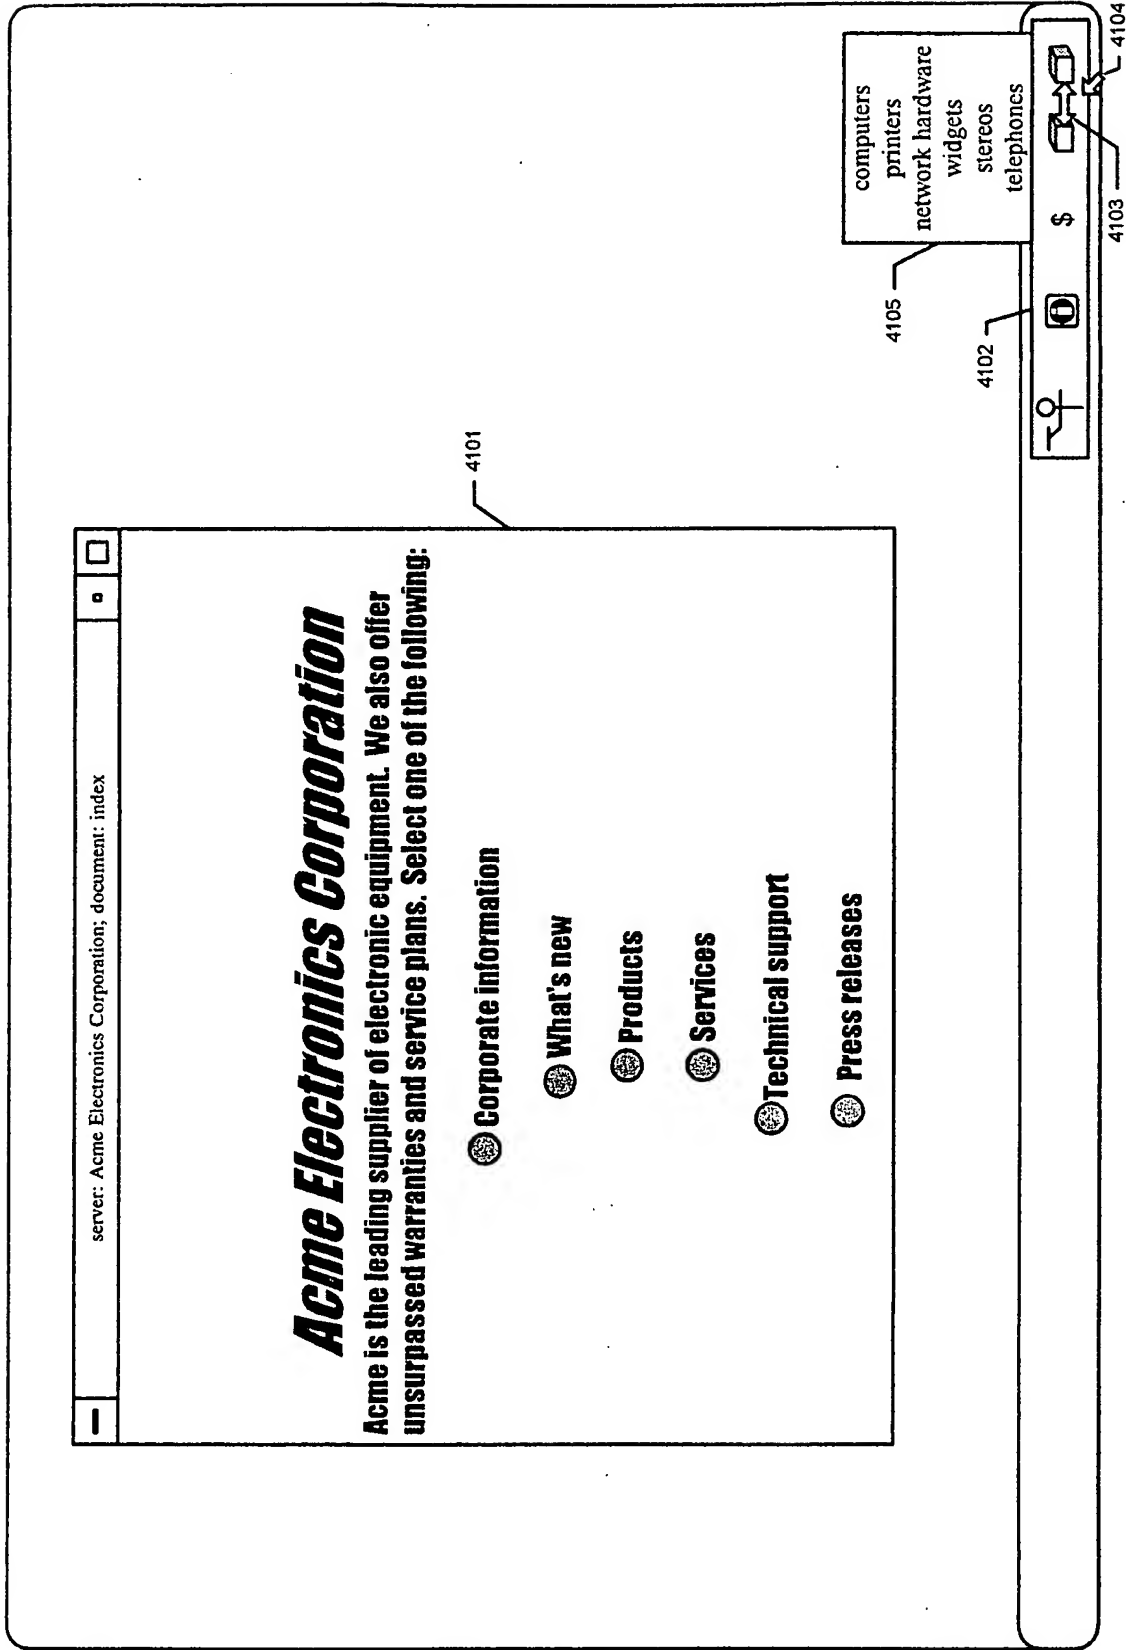 server: Acme Electronics Corporation; document: index
Acme Electronics Corporation
Acme is the leading supplier of electronic equipment. We also offer
unsurpassed warranties and service plans. Select one of the following:
Corporate information
What's new
Products
Services
Technical support
Press releases
4101
computers
printers
network hardware
widgets
stereos
telephones
4105
4102
$
4103
4104